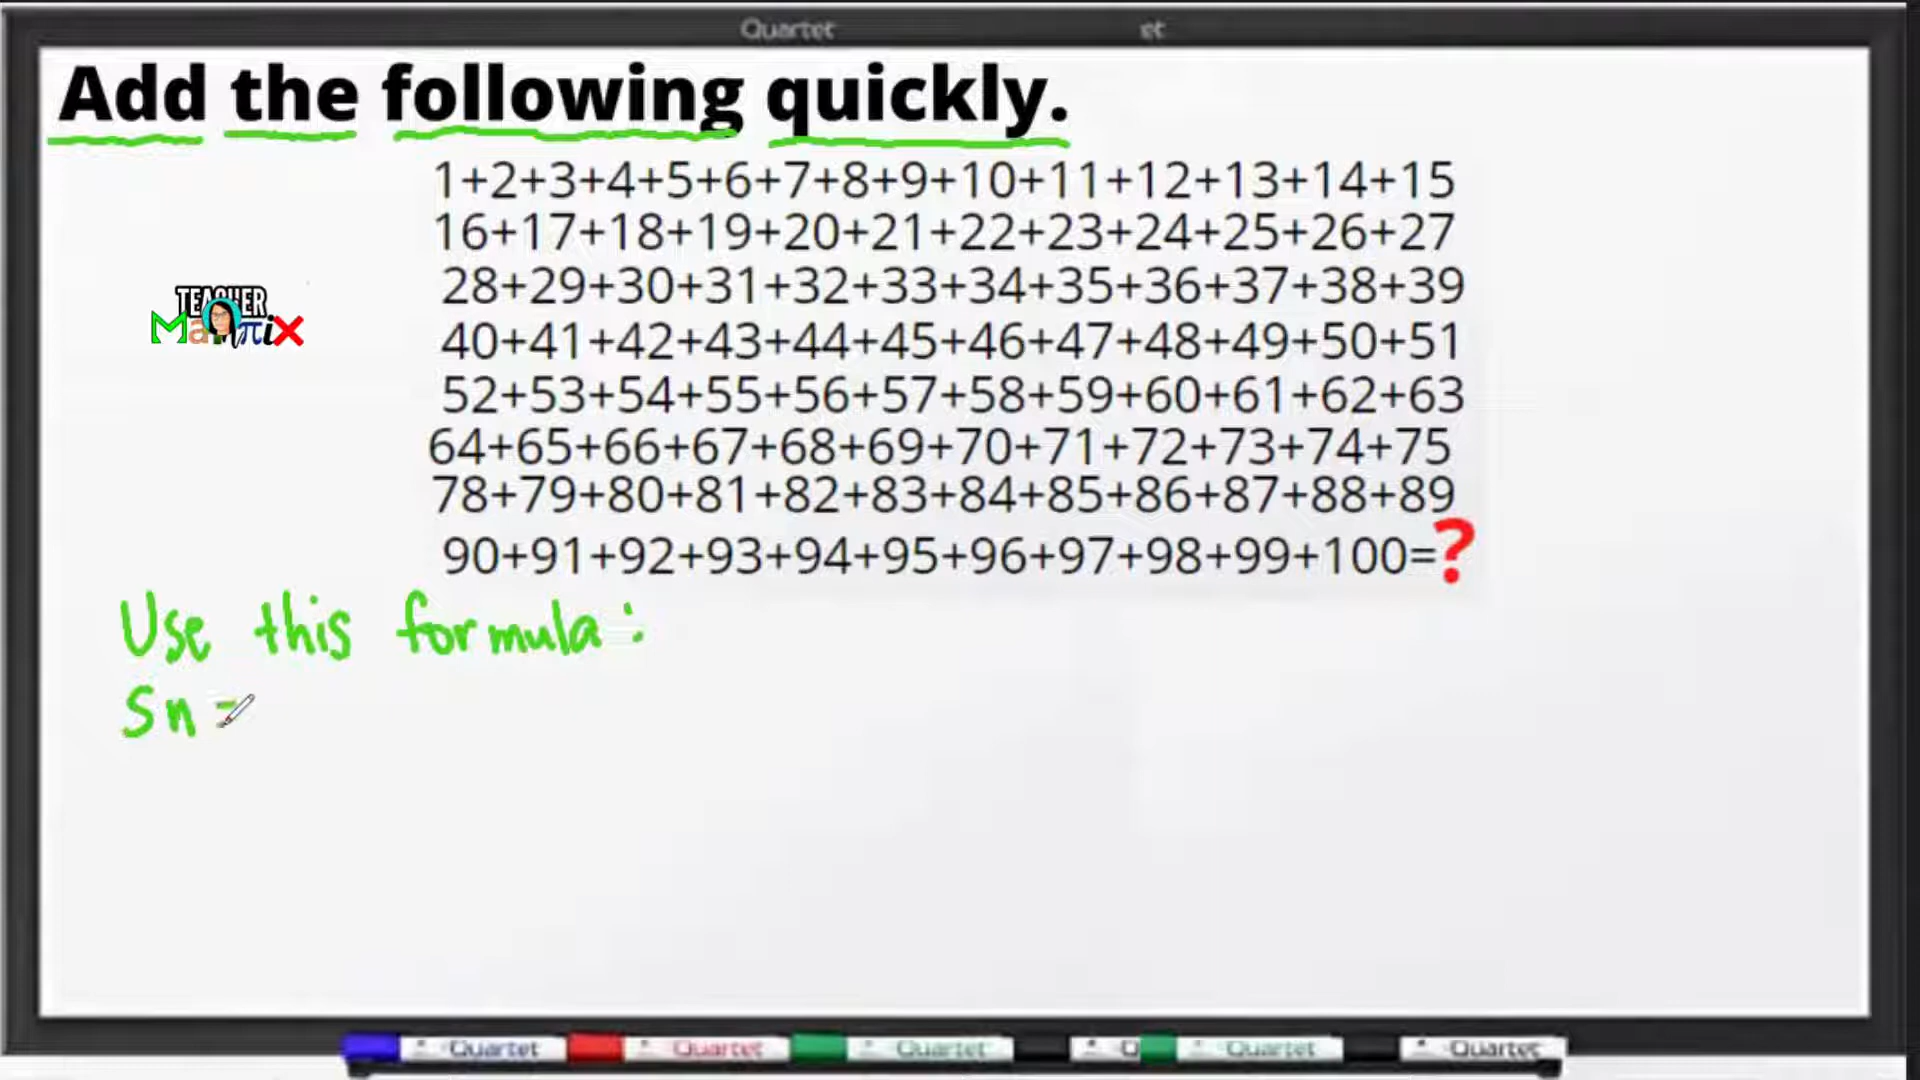 Quartet et
Add the following quickly.
1+2+3+4+5+6+7+8+9+10+11+12+13+14+15
16+17+18+19+20+21+22+23+24+25+26+27
28+29+30+31+32+33+34+35+36+37+38+39
TEACHER
MaTπiX
40+41+42+43+44+45+46+47+48+49+50+51
52+53+54+55+56+57+58+59+60+61+62+63
64+65+66+67+68+69+70+71+72+73+74+75
78+79+80+81+82+83+84+85+86+87+88+89
90+91+92+93+94+95+96+97+98+99+100=?
Use this formula:
Sn =
Quartet Quartet Quartet Q Quartet Quartet